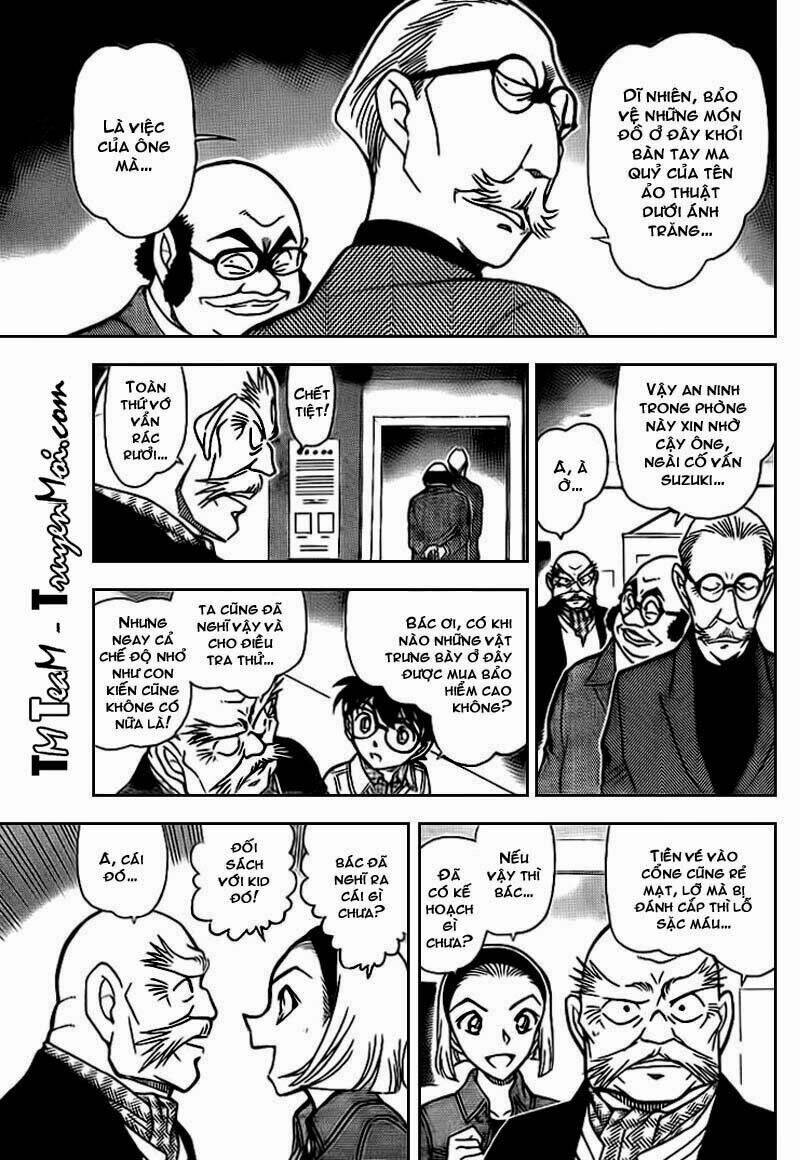 DĨ NHIÊN, BẢO
VỆ NHỮNG MÓN
ĐỒ Ở ĐÂY KHỎI
BÀN TAY MA
QUỶ CỦA TÊN
ẢO THUẬT
DƯỚI ÁNH
TRĂNG...
LÀ VIỆC
CỦA ÔNG
MÀ...
VẬY AN NINH
TRONG PHÒNG
NÀY XIN NHỜ
CẬY ÔNG,
NGÀI CỐ VẤN
SUZUKI...
A, À
Ờ...
CHẾT
TIỆT!
TOÀN
THỨ VỚ
VẨN
RÁC
RƯỞI...
BÁC ƠI, CÓ KHI
NÀO NHỮNG VẬT
TRƯNG BÀY Ở ĐÂY
ĐƯỢC MUA BẢO
HIỂM CAO
KHÔNG?
TA CŨNG ĐÃ
NGHĨ VẬY VÀ
CHO ĐIỀU
TRA THỬ...
NHƯNG
NGAY CẢ
CHẾ ĐỘ NHỎ
NHƯ CON
KIẾN CŨNG
KHÔNG CÓ
NỮA LÀ!
TM TEAM - TRUYENMOI.COM
TIỀN VÉ VÀO
CỔNG CŨNG RẺ
MẠT, LỠ MÀ BỊ
ĐÁNH CẮP THÌ LỖ
SẶC MÁU...
NẾU
VẬY THÌ
BÁC...
ĐÃ
CÓ KẾ
HOẠCH
GÌ
CHƯA?
BÁC ĐÃ
NGHĨ RA
CÁI GÌ
CHƯA?
ĐỐI
SÁCH
VỚI KID
ĐÓ!
A, CÁI
ĐÓ...